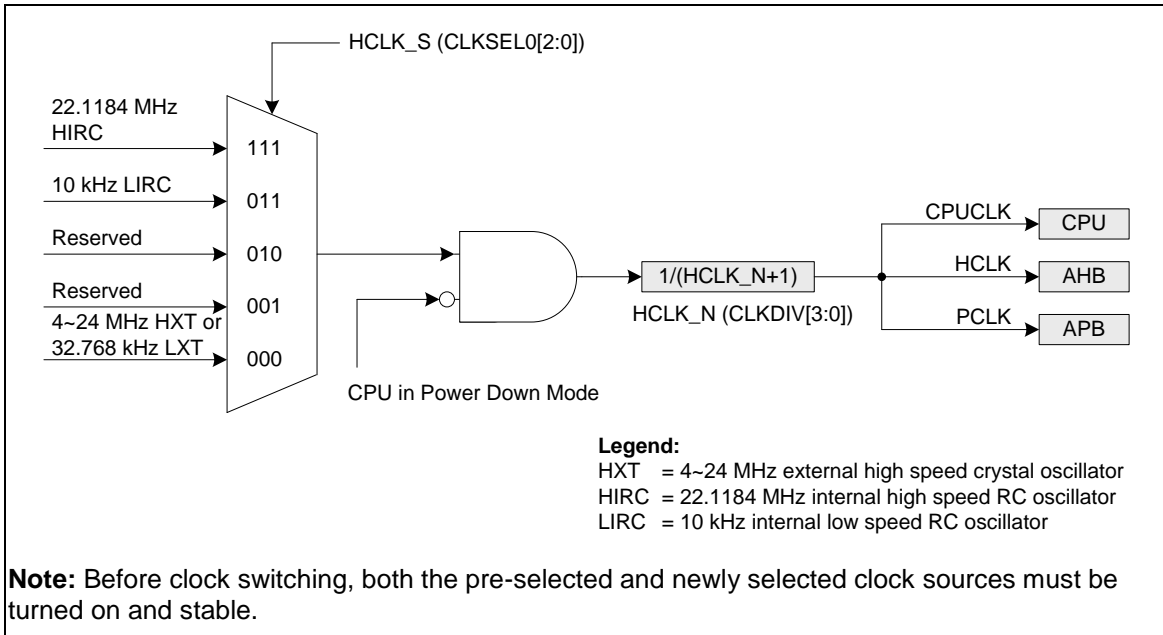 HCLK_S (CLKSEL0[2:0])
22.1184 MHz
HIRC
111
10 kHz LIRC
011
Reserved
010
Reserved
001
4~24 MHz HXT or
32.768 kHz LXT
000
CPU in Power Down Mode
1/(HCLK_N+1)
HCLK_N (CLKDIV[3:0])
CPUCLK
CPU
HCLK
AHB
PCLK
APB
Legend:
HXT = 4~24 MHz external high speed crystal oscillator
HIRC = 22.1184 MHz internal high speed RC oscillator
LIRC = 10 kHz internal low speed RC oscillator
Note: Before clock switching, both the pre-selected and newly selected clock sources must be
turned on and stable.